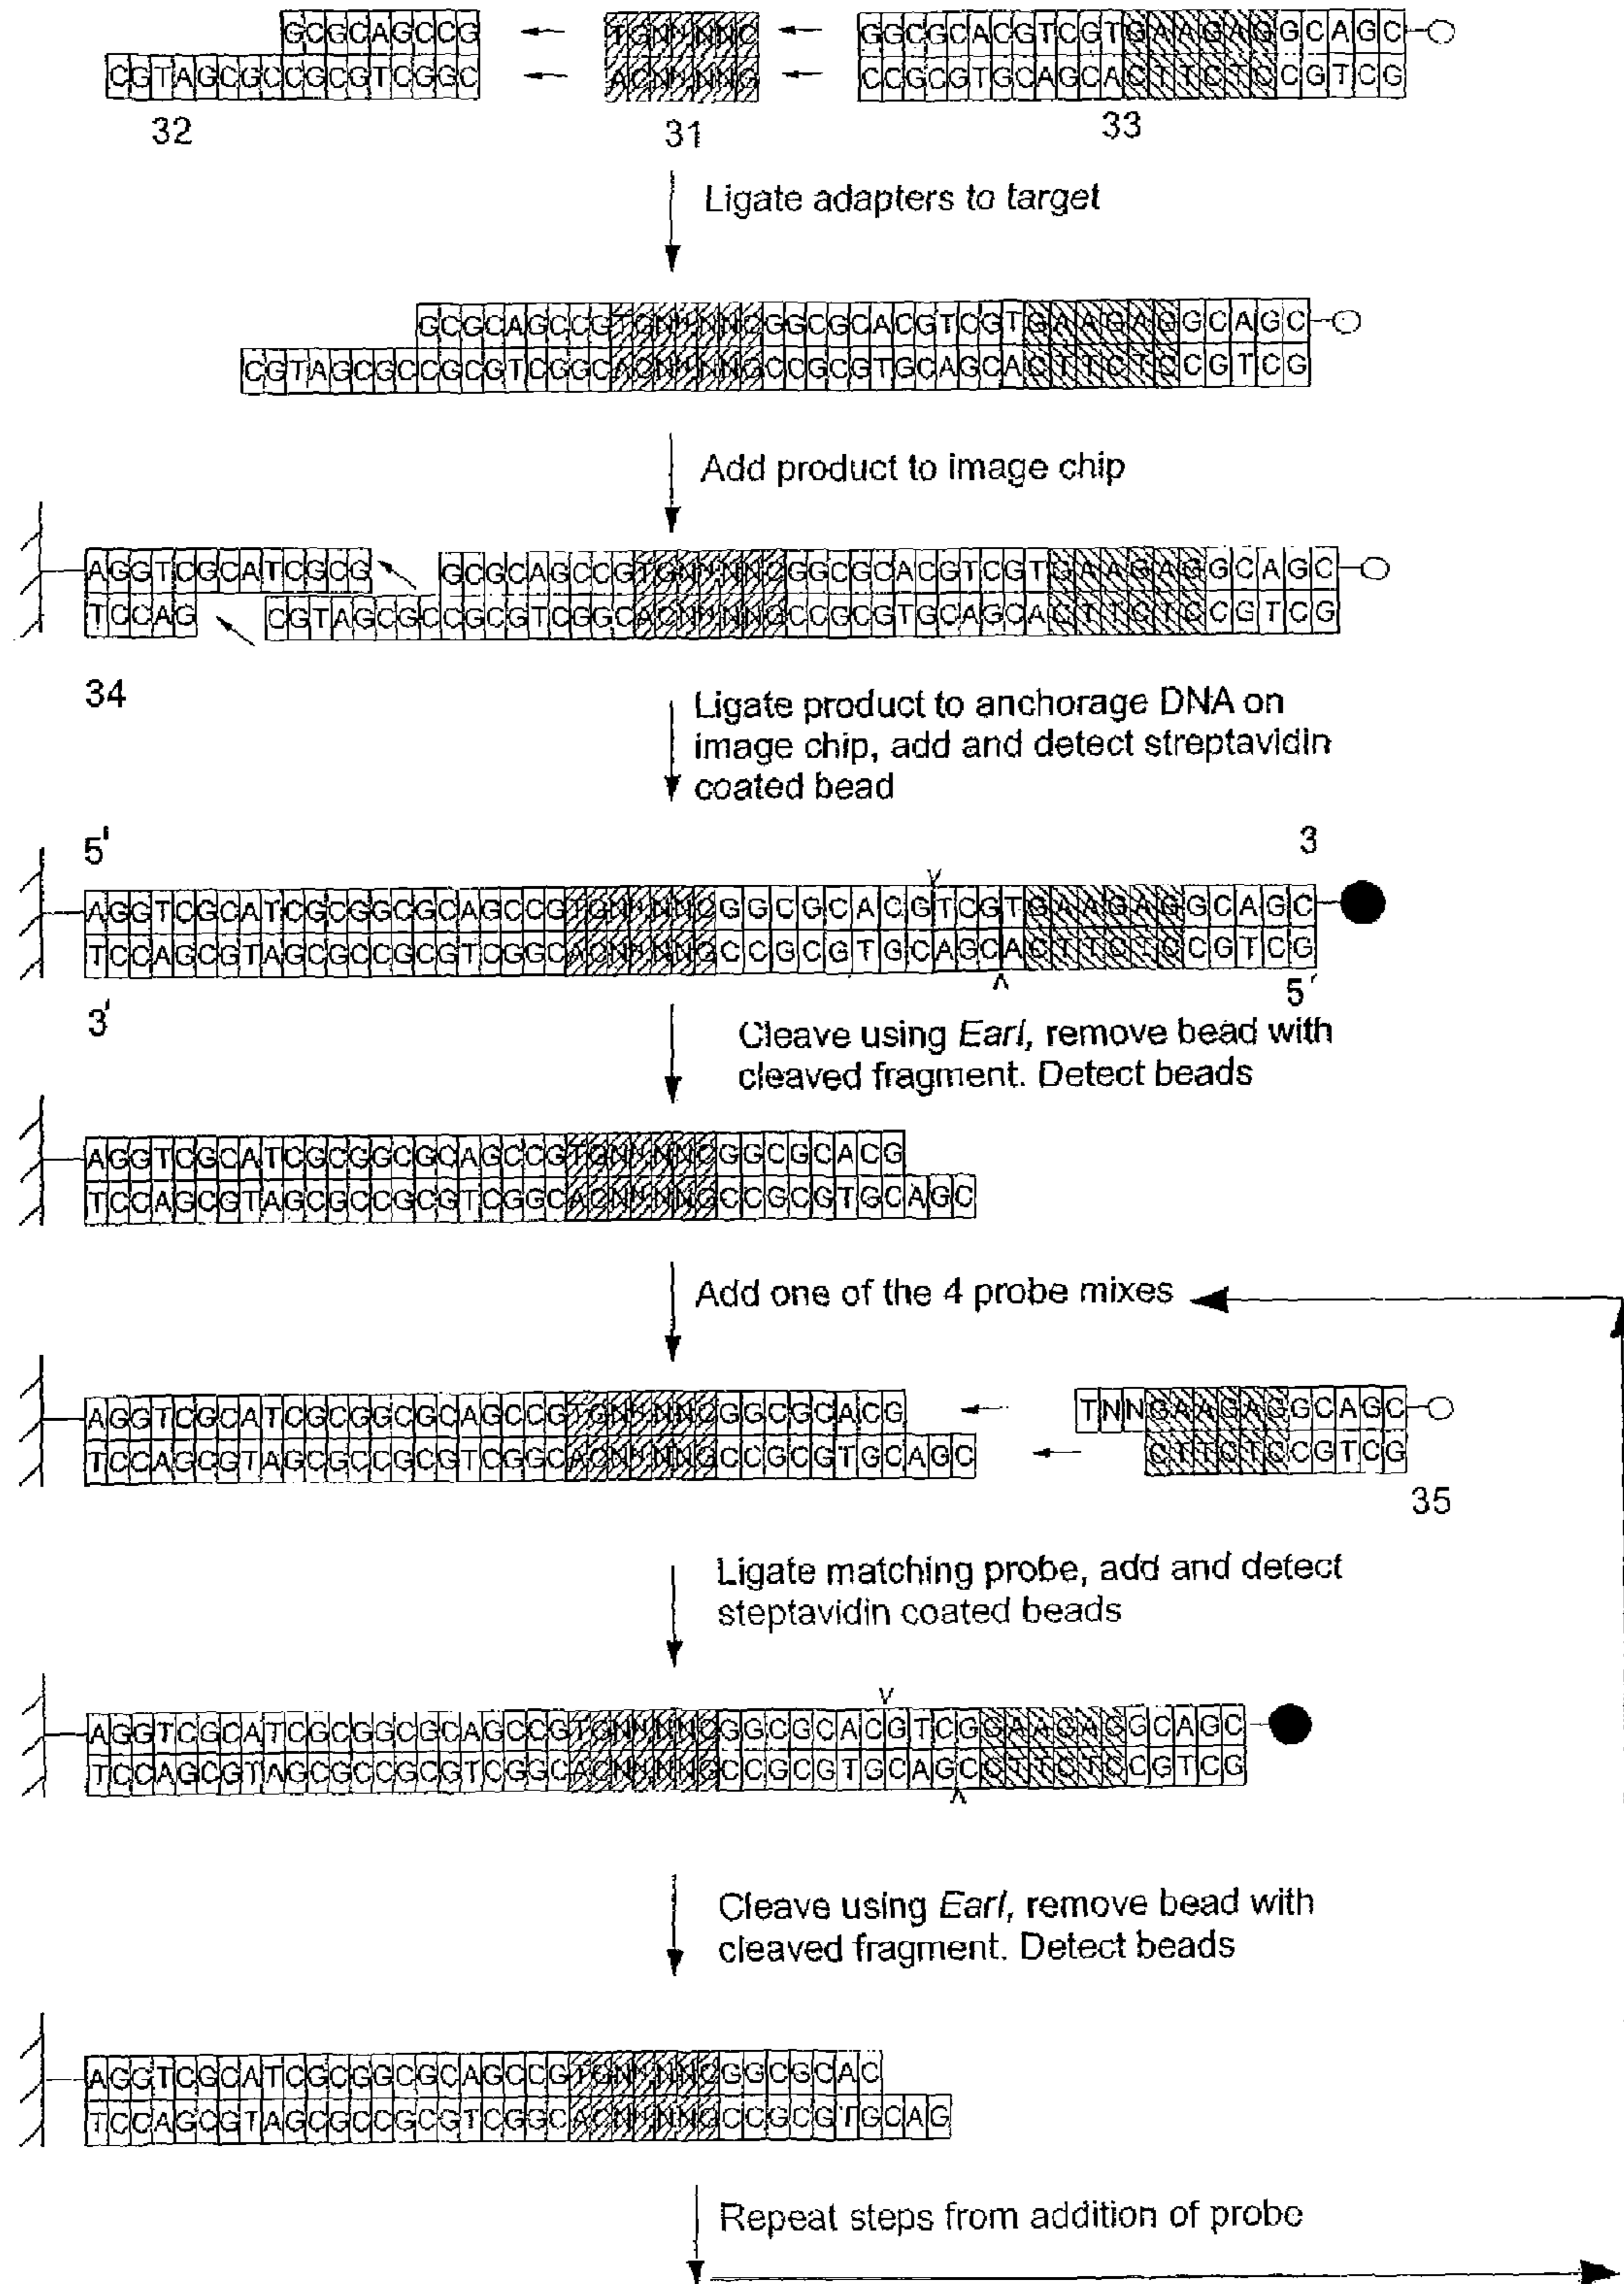 GCGCAGCCG TGNNNNC GGCGCACGTCGTGAAGAGGCAGC
CGTAGCGCCGCGTCGGC ACNNNNG CCGCGTGCAGCACTTCTCCGTCG
32 31 33
Ligate adapters to target
GCGCAGCCGTGNNNNCGGCGCACGTCGTGAAGAGGCAGC
CGTAGCGCCGCGTCGGCACNNNNGCCGCGTGCAGCACTTCTCCGTCG
Add product to image chip
AGGTCGCATCGCG GCGCAGCCGTGNNNNCGGCGCACGTCGTGAAGAGGCAGC
TCCAG CGTAGCGCCGCGTCGGCACNNNNGCCGCGTGCAGCACTTCTCCGTCG
34
Ligate product to anchorage DNA on
image chip, add and detect streptavidin
coated bead
5' 3
AGGTCGCATCGCGGCGCAGCCGTGNNNNCGGCGCACGTCGTGAAGAGGCAGC
TCCAGCGTAGCGCCGCGTCGGCACNNNNGCCGCGTGCAGCACTTCTCCGTCG
3' 5'
Cleave using EarI, remove bead with
cleaved fragment. Detect beads
AGGTCGCATCGCGGCGCAGCCGTGNNNNCGGCGCACG
TCCAGCGTAGCGCCGCGTCGGCACNNNNGCCGCGTGCAGC
Add one of the 4 probe mixes
AGGTCGCATCGCGGCGCAGCCGTGNNNNCGGCGCACG TNNGAAGAGGCAGC
TCCAGCGTAGCGCCGCGTCGGCACNNNNGCCGCGTGCAGC CTTCTCCGTCG
35
Ligate matching probe, add and detect
steptavidin coated beads
AGGTCGCATCGCGGCGCAGCCGTGNNNNCGGCGCACGTCGGAAGAGGCAGC
TCCAGCGTAGCGCCGCGTCGGCACNNNNGCCGCGTGCAGCCTTCTCCGTCG
Cleave using EarI, remove bead with
cleaved fragment. Detect beads
AGGTCGCATCGCGGCGCAGCCGTGNNNNCGGCGCAC
TCCAGCGTAGCGCCGCGTCGGCACNNNNGCCGCGTGCAG
Repeat steps from addition of probe